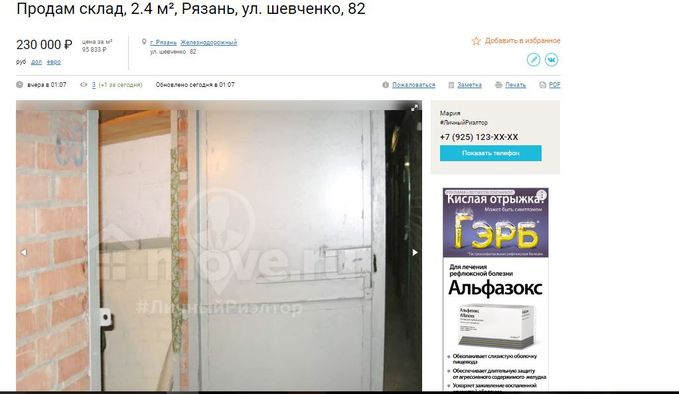 Продам склад, 2.4 м², Рязань, ул. шевченко, 82
230 000 ₽
цена за м²
95 833 ₽
руб дол евро
г. Рязань Железнодорожный
ул. шевченко 82
Добавить в избранное
вчера в 01:07
3 (+1 за сегодня)
Обновлено сегодня в 01:07
Пожаловаться
Заметка
Печать
PDF
move.ru
#ЛичныйРиэлтор
Мария
#ЛичныйРиэлтор
+7 (925) 123-XX-XX
Показать телефон
Кислая отрыжка?
Может быть симптомом
ГЭРБ
Для лечения
рефлюксной болезни
Альфазокс
Альфазокс
Обволакивает слизистую оболочку
пищевода
Обеспечивает длительную защиту
от агрессивного содержимого желудка
Ускоряет заживление воспаленной